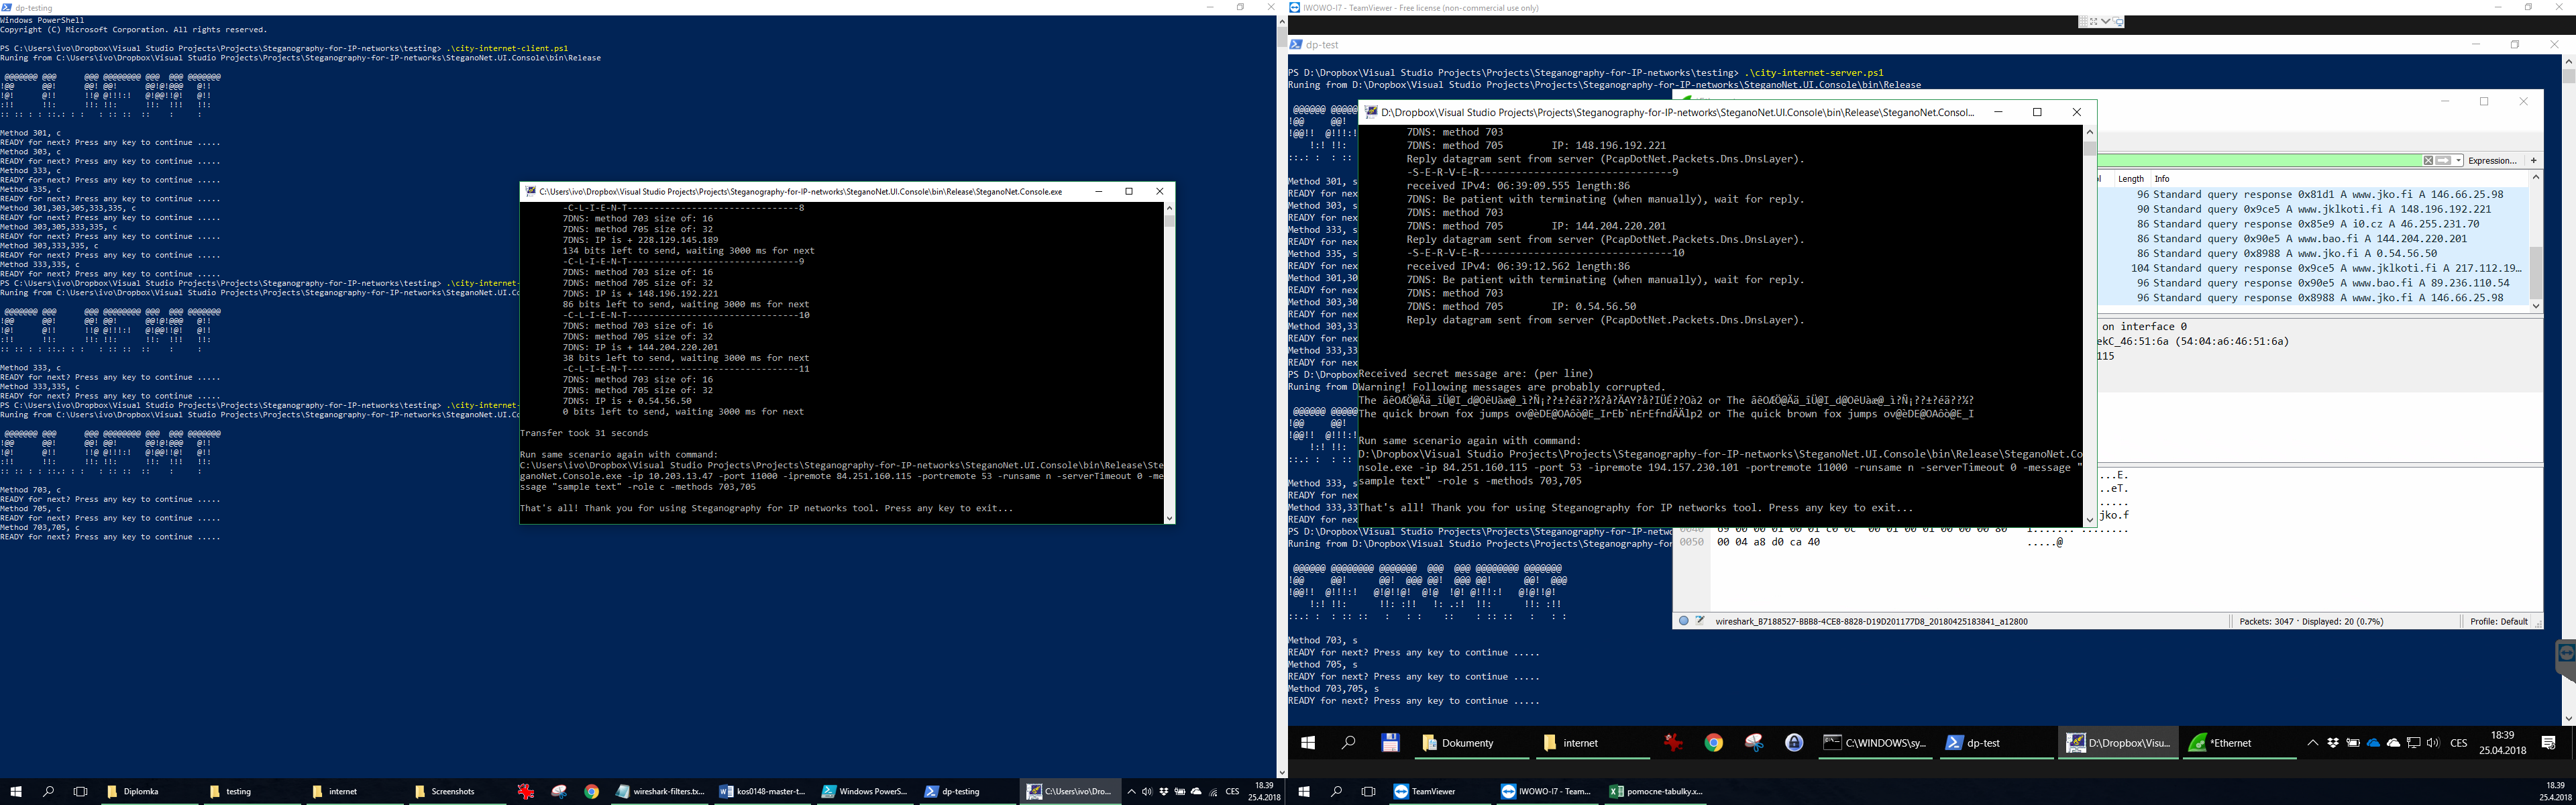 dp-testing
Windows PowerShell
Copyright (C) Microsoft Corporation. All rights reserved.
PS C:\Users\ivo\Dropbox\Visual Studio Projects\Projects\Steganography-for-IP-networks\testing> .\city-internet-client.ps1
Runing from C:\Users\ivo\Dropbox\Visual Studio Projects\Projects\Steganography-for-IP-networks\SteganoNet.UI.Console\bin\Release
Method 301, c
READY for next? Press any key to continue .....
Method 303, c
READY for next? Press any key to continue .....
Method 333, c
READY for next? Press any key to continue .....
Method 335, c
READY for next? Press any key to continue .....
Method 301,303,305,333,335, c
READY for next? Press any key to continue .....
Method 303,305,333,335, c
READY for next? Press any key to continue .....
Method 303,333,335, c
READY for next? Press any key to continue .....
Method 333,335, c
READY for next? Press any key to continue .....
PS C:\Users\ivo\Dropbox\Visual Studio Projects\Projects\Steganography-for-IP-networks\testing> .\city-internet-
Runing from C:\Users\ivo\Dropbox\Visual Studio Projects\Projects\Steganography-for-IP-networks\SteganoNet.UI.Co
Method 333, c
READY for next? Press any key to continue .....
Method 333,335, c
READY for next? Press any key to continue .....
PS C:\Users\ivo\Dropbox\Visual Studio Projects\Projects\Steganography-for-IP-networks\testing> .\city-internet-
Runing from C:\Users\ivo\Dropbox\Visual Studio Projects\Projects\Steganography-for-IP-networks\SteganoNet.UI.Co
Method 703, c
READY for next? Press any key to continue .....
Method 705, c
READY for next? Press any key to continue .....
Method 703,705, c
READY for next? Press any key to continue .....
C:\Users\ivo\Dropbox\Visual Studio Projects\Projects\Steganography-for-IP-networks\SteganoNet.UI.Console\bin\Release\SteganoNet.Console.exe
-C-L-I-E-N-T--------------------------------8
7DNS: method 703 size of: 16
7DNS: method 705 size of: 32
7DNS: IP is + 228.129.145.189
134 bits left to send, waiting 3000 ms for next
-C-L-I-E-N-T--------------------------------9
7DNS: method 703 size of: 16
7DNS: method 705 size of: 32
7DNS: IP is + 148.196.192.221
86 bits left to send, waiting 3000 ms for next
-C-L-I-E-N-T--------------------------------10
7DNS: method 703 size of: 16
7DNS: method 705 size of: 32
7DNS: IP is + 144.204.220.201
38 bits left to send, waiting 3000 ms for next
-C-L-I-E-N-T--------------------------------11
7DNS: method 703 size of: 16
7DNS: method 705 size of: 32
7DNS: IP is + 0.54.56.50
0 bits left to send, waiting 3000 ms for next
Transfer took 31 seconds
Run same scenario again with command:
C:\Users\ivo\Dropbox\Visual Studio Projects\Projects\Steganography-for-IP-networks\SteganoNet.UI.Console\bin\Release\Ste
ganoNet.Console.exe -ip 10.203.13.47 -port 11000 -ipremote 84.251.160.115 -portremote 53 -runsame n -serverTimeout 0 -me
ssage "sample text" -role c -methods 703,705
That's all! Thank you for using Steganography for IP networks tool. Press any key to exit...
Diplomka
testing
internet
Screenshots
wireshark-filters.tx...
kos0148-master-t...
Windows PowerS...
dp-testing
C:\Users\ivo\Dro...
CES
18.39
25.4.2018
IWOWO-I7 - TeamViewer - Free license (non-commercial use only)
dp-test
PS D:\Dropbox\Visual Studio Projects\Projects\Steganography-for-IP-networks\testing> .\city-internet-server.ps1
Runing from D:\Dropbox\Visual Studio Projects\Projects\Steganography-for-IP-networks\SteganoNet.UI.Console\bin\Release
Method 301, s
READY for nex
Method 303, s
READY for nex
Method 333, s
READY for nex
Method 335, s
READY for nex
Method 301,30
READY for nex
Method 303,30
READY for nex
Method 303,33
READY for nex
Method 333,33
READY for nex
PS D:\Dropbox
Runing from D
Method 333, s
READY for nex
Method 333,33
READY for nex
PS D:\Dropbox\Visual Studio Projects\Projects\Steganography-for-IP-netwo
Runing from D:\Dropbox\Visual Studio Projects\Projects\Steganography-for
Method 703, s
READY for next? Press any key to continue .....
Method 705, s
READY for next? Press any key to continue .....
Method 703,705, s
READY for next? Press any key to continue .....
D:\Dropbox\Visual Studio Projects\Projects\Steganography-for-IP-networks\SteganoNet.UI.Console\bin\Release\SteganoNet.Consol...
7DNS: method 703
7DNS: method 705 IP: 148.196.192.221
Reply datagram sent from server (PcapDotNet.Packets.Dns.DnsLayer).
-S-E-R-V-E-R------------------------------9
received IPv4: 06:39:09.555 length:86
7DNS: Be patient with terminating (when manually), wait for reply.
7DNS: method 703
7DNS: method 705 IP: 144.204.220.201
Reply datagram sent from server (PcapDotNet.Packets.Dns.DnsLayer).
-S-E-R-V-E-R------------------------------10
received IPv4: 06:39:12.562 length:86
7DNS: Be patient with terminating (when manually), wait for reply.
7DNS: method 703
7DNS: method 705 IP: 0.54.56.50
Reply datagram sent from server (PcapDotNet.Packets.Dns.DnsLayer).
Received secret message are: (per line)
Warning! Following messages are probably corrupted.
The quick brown fox jumps
Run same scenario again with command:
D:\Dropbox\Visual Studio Projects\Projects\Steganography-for-IP-networks\SteganoNet.UI.Console\bin\Release\SteganoNet.Co
nsole.exe -ip 84.251.160.115 -port 53 -ipremote 194.157.230.101 -portremote 11000 -runsame n -serverTimeout 0 -message "
sample text" -role s -methods 703,705
That's all! Thank you for using Steganography for IP networks tool. Press any key to exit...
Expression... +
Length Info
96 Standard query response 0x81d1 A www.jko.fi A 146.66.25.98
90 Standard query 0x9ce5 A www.jklkoti.fi A 148.196.192.221
86 Standard query 0x85e9 A i0.cz A 46.255.231.70
86 Standard query 0x90e5 A www.bao.fi A 144.204.220.201
86 Standard query 0x8988 A www.jko.fi A 0.54.56.50
104 Standard query response 0x9ce5 A www.jklkoti.fi A 217.112.19...
96 Standard query response 0x90e5 A www.bao.fi A 89.236.110.54
96 Standard query response 0x8988 A www.jko.fi A 146.66.25.98
on interface 0
ekC_46:51:6a (54:04:a6:46:51:6a)
115
...E.
..eT.
......
jko.f
0050 00 04 a8 d0 ca 40 .....@
wireshark_B7188527-BBB8-4CE8-8828-D19D201177D8_20180425183841_a12800
Packets: 3047 · Displayed: 20 (0.7%)
Profile: Default
Dokumenty
internet
C:\WINDOWS\sy...
dp-test
D:\Dropbox\Visu...
*Ethernet
CES
18:39
25.04.2018
TeamViewer
IWOWO-I7 - Team...
pomocne-tabulky.x...
18.39
25.4.2018